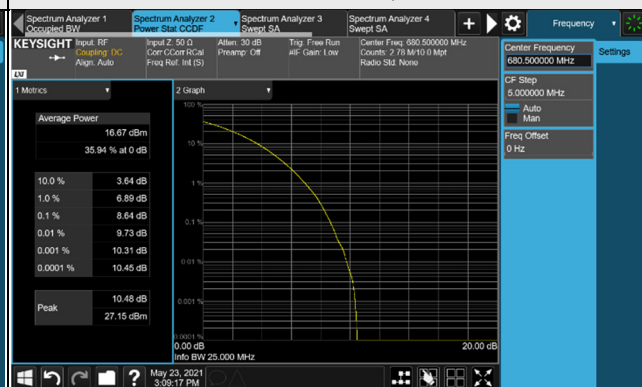 Spectrum Analyzer 1
Occupied BW
Spectrum Analyzer 2
Power Stat CCDF
Spectrum Analyzer 3
Swept SA
Spectrum Analyzer 4
Swept SA
Frequency
KEYSIGHT
Input: RF
Coupling: DC
Align: Auto
Input Z: 50 Ω
Corr CCorr RCal
Freq Ref: Int (S)
Atten: 30 dB
Preamp: Off
Trig: Free Run
#IF Gain: Low
Center Freq: 680.500000 MHz
Counts: 2.78 M/10.0 Mpt
Radio Std: None
LXI
Center Frequency
680.500000 MHz
Settings
CF Step
5.000000 MHz
Auto
Man
Freq Offset
0 Hz
1 Metrics
2 Graph
Average Power
16.67 dBm
35.94 % at 0 dB
10.0 % 3.64 dB
1.0 % 6.89 dB
0.1 % 8.64 dB
0.01 % 9.73 dB
0.001 % 10.31 dB
0.0001 % 10.45 dB
Peak
10.48 dB
27.15 dBm
100 %
10 %
1 %
0.1 %
0.01 %
0.001 %
0.0001 %
0.00 dB
20.00 dB
Info BW 25.000 MHz
?
May 23, 2021
3:09:17 PM